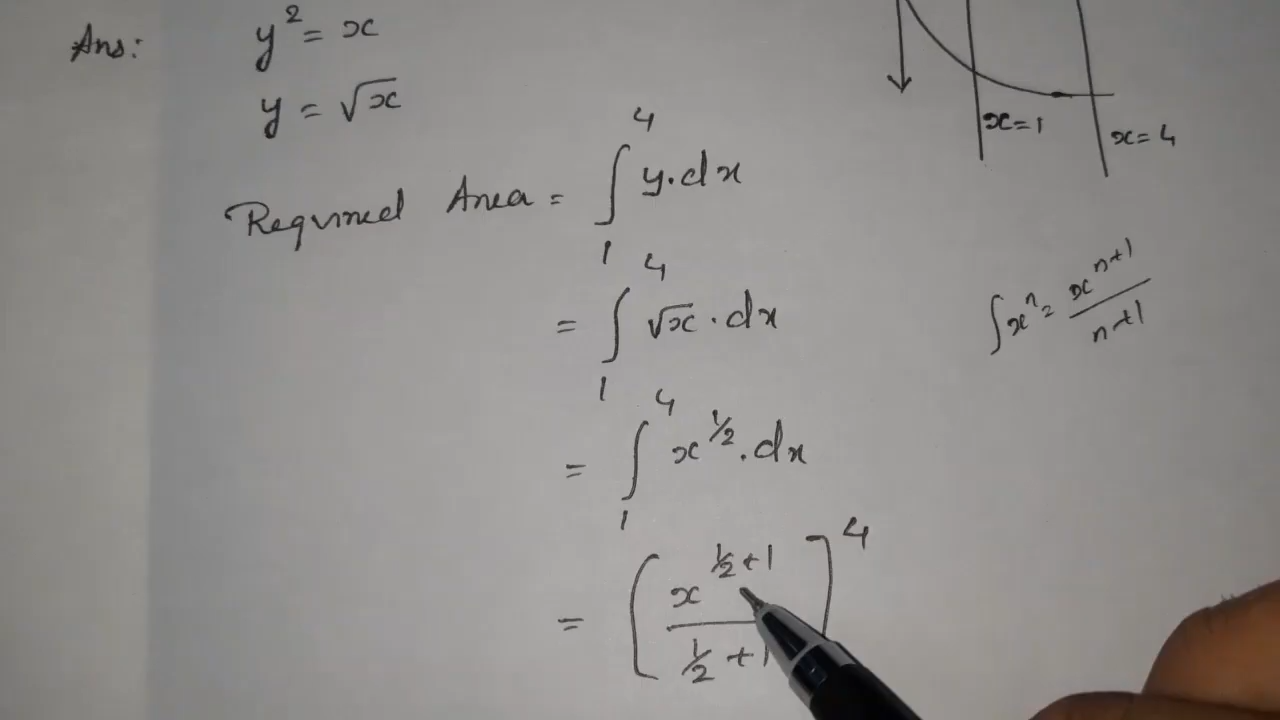 Ans: y² = x
y = √x
x=1
x=4
Required Area = ∫₁⁴ y.dx
= ∫₁⁴ √x . dx
∫xⁿ = xⁿ⁺¹/n+1
= ∫₁⁴ x^½ . dx
= [x^(½+1)/½+1]⁴